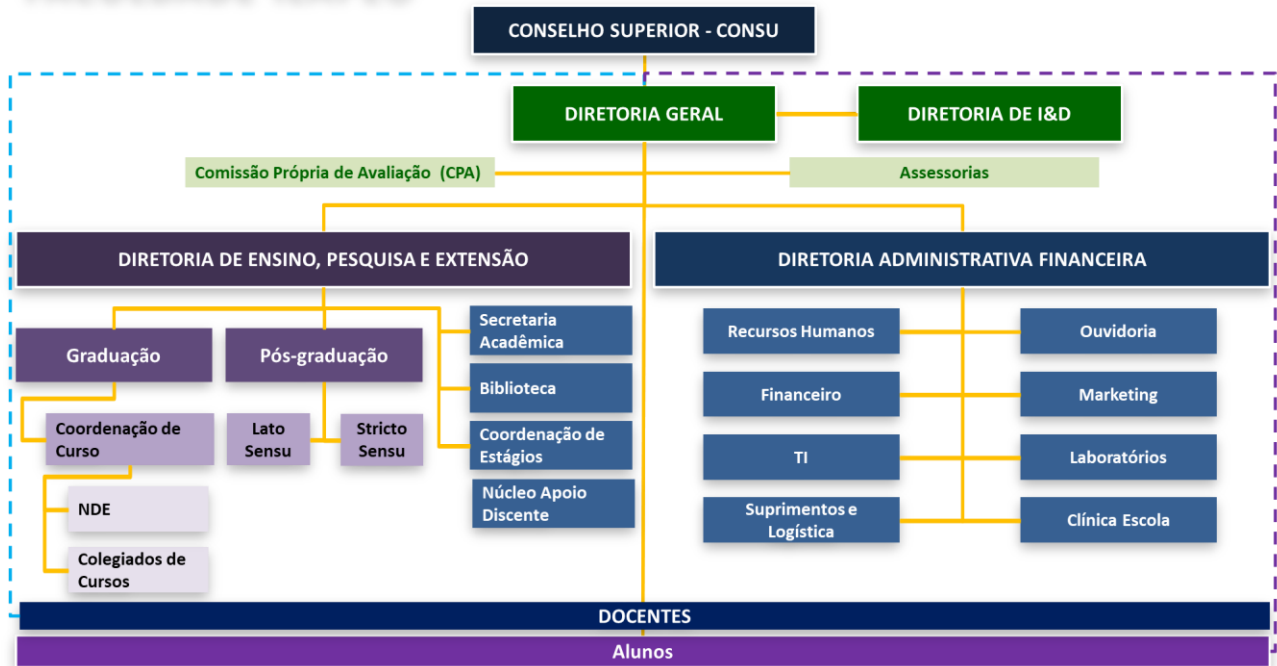 CONSELHO SUPERIOR - CONSU
DIRETORIA GERAL
DIRETORIA DE I&D
Comissão Própria de Avaliação (CPA)
Assessorias
DIRETORIA DE ENSINO, PESQUISA E EXTENSÃO
DIRETORIA ADMINISTRATIVA FINANCEIRA
Graduação
Pós-graduação
Secretaria
Acadêmica
Biblioteca
Coordenação de
Estágios
Núcleo Apoio
Discente
Coordenação de
Curso
Lato
Sensu
Stricto
Sensu
NDE
Colegiados de
Cursos
Recursos Humanos
Ouvidoria
Financeiro
Marketing
TI
Laboratórios
Suprimentos e
Logística
Clínica Escola
DOCENTES
Alunos